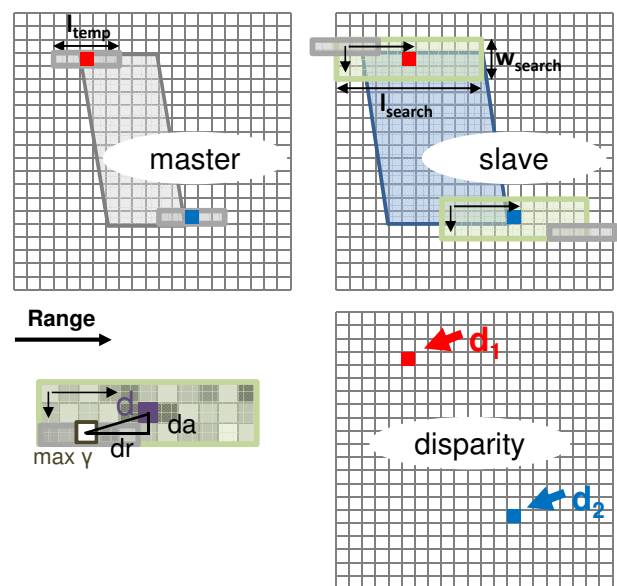 l_temp
w_search
l_search
master
slave
Range
d
da
dr
max γ
d_1
disparity
d_2